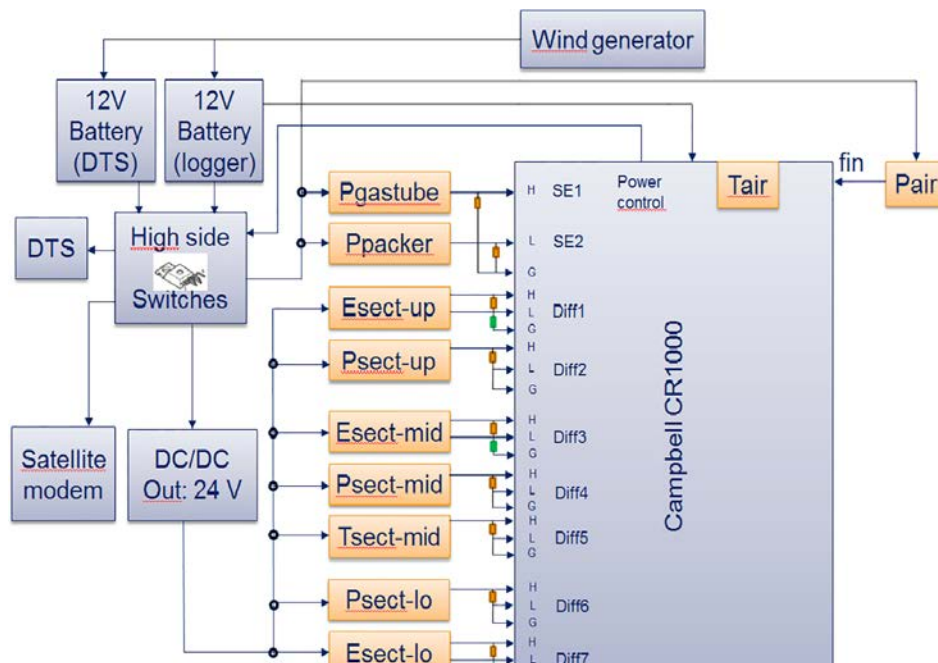 Wind generator
12V
Battery
(DTS)
12V
Battery
(logger)
fin
Pgastube
H
SE1
Power
control
Tair
Pair
DTS
High side
Switches
Ppacker
L
SE2
G
Esect-up
H
L
Diff1
G
Psect-up
H
L
Diff2
G
Campbell CR1000
Satellite
modem
DC/DC
Out: 24 V
Esect-mid
H
L
Diff3
G
Psect-mid
H
L
Diff4
G
Tsect-mid
H
L
Diff5
G
Psect-lo
H
L
Diff6
G
Esect-lo
H
L
Diff7